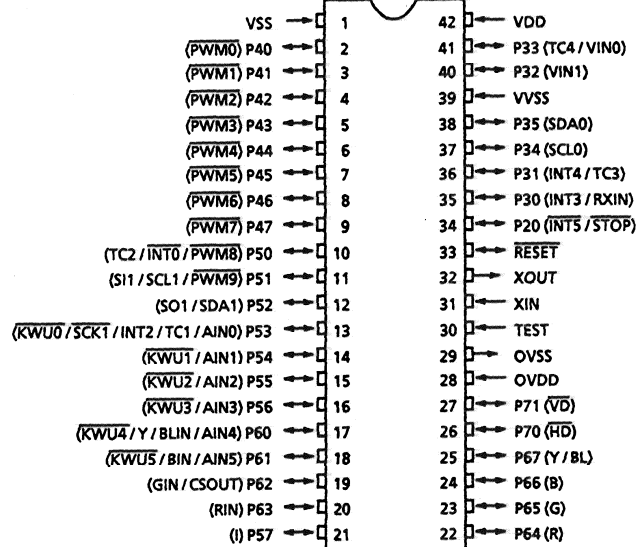 VSS 1 42 VDD
(PWM0) P40 2 41 P33 (TC4 / VIN0)
(PWM1) P41 3 40 P32 (VIN1)
(PWM2) P42 4 39 VVSS
(PWM3) P43 5 38 P35 (SDA0)
(PWM4) P44 6 37 P34 (SCL0)
(PWM5) P45 7 36 P31 (INT4 / TC3)
(PWM6) P46 8 35 P30 (INT3 / RXIN)
(PWM7) P47 9 34 P20 (INT5 / STOP)
(TC2 / INT0 / PWM8) P50 10 33 RESET
(SI1 / SCL1 / PWM9) P51 11 32 XOUT
(SO1 / SDA1) P52 12 31 XIN
(KWU0 / SCK1 / INT2 / TC1 / AIN0) P53 13 30 TEST
(KWU1 / AIN1) P54 14 29 OVSS
(KWU2 / AIN2) P55 15 28 OVDD
(KWU3 / AIN3) P56 16 27 P71 (VD)
(KWU4 / Y / BLIN / AIN4) P60 17 26 P70 (HD)
(KWU5 / BIN / AIN5) P61 18 25 P67 (Y / BL)
(GIN / CSOUT) P62 19 24 P66 (B)
(RIN) P63 20 23 P65 (G)
(I) P57 21 22 P64 (R)